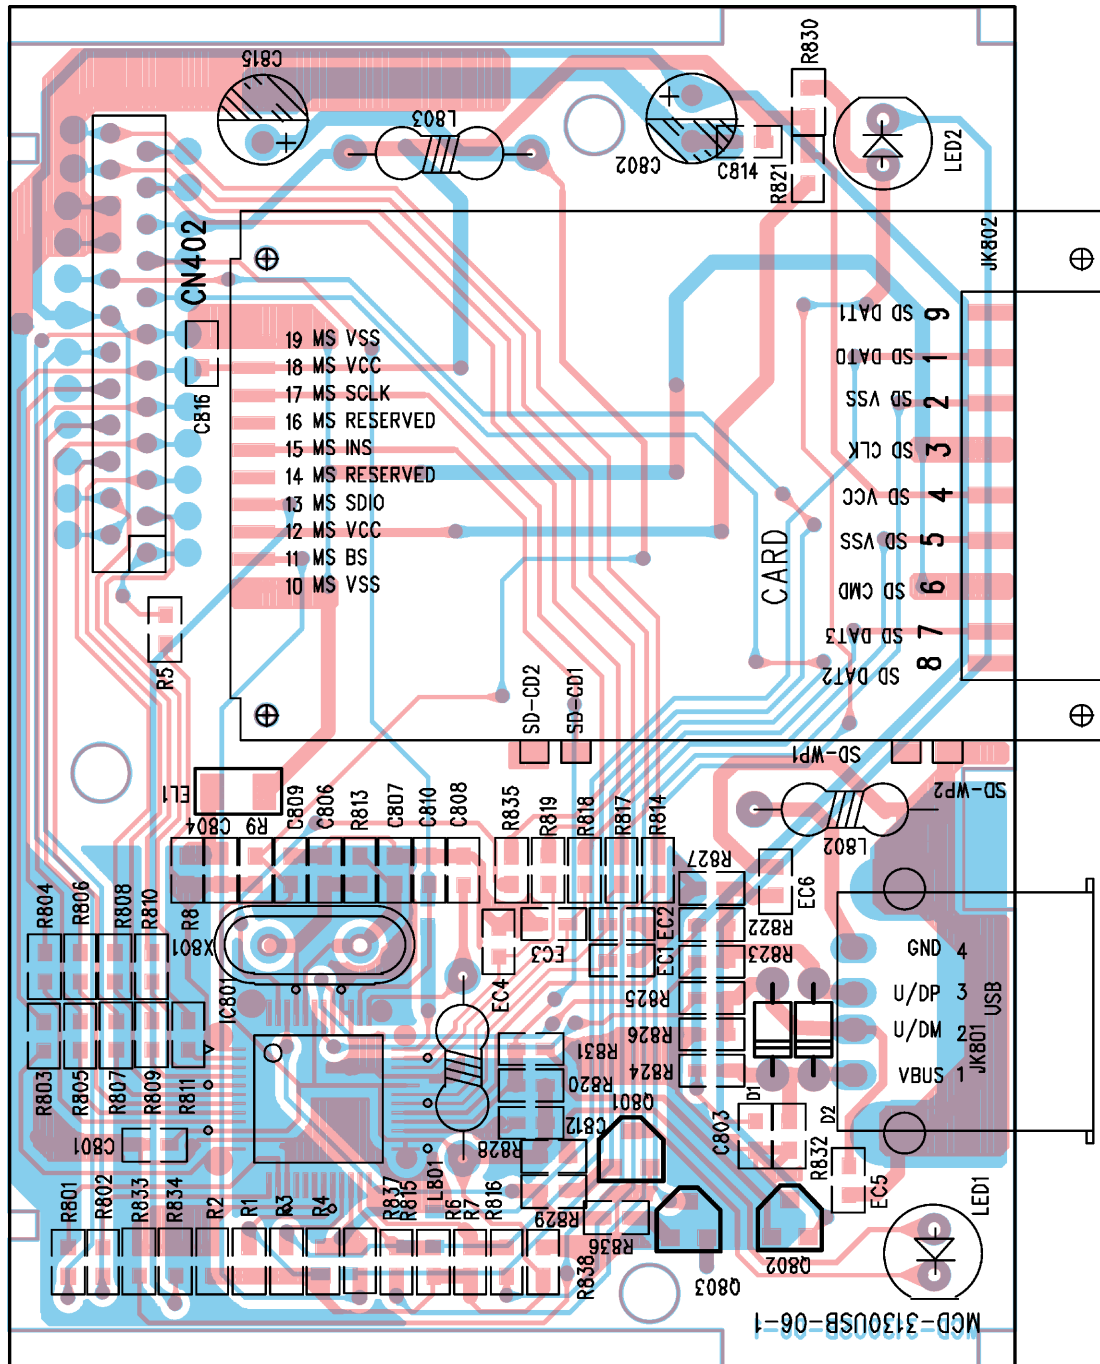 C815
L803
C802
C814
R830
R821
LED2
JK802
CN402
C816
19 MS VSS
18 MS VCC
17 MS SCLK
16 MS RESERVED
15 MS INS
14 MS RESERVED
13 MS SDIO
12 MS VCC
11 MS BS
10 MS VSS
SD DAT1 9
SD DAT0 1
SD VSS 2
SD CLK 3
SD VCC 4
SD VSS 5
SD CMD 6
SD DAT3 7
SD DAT2 8
CARD
R5
SD-CD2
SD-CD1
SD-WP1
SD-WP2
EL1
C804
R9
C809
C806
R813
C807
C810
C808
R835
R819
R818
R817
R814
L802
R827
EC6
R804
R806
R808
R810
R8
X801
IC801
EC4
EC3
EC2
EC1
R822
R823
R825
R826
R824
GND 4
U/DP 3
U/DM 2
VBUS 1
USB
JK801
R803
R805
R807
R809
R811
R831
R820
C812
Q801
D1
D2
C803
R832
EC5
C801
R828
L801
R801
R802
R833
R834
R2
R1
R3
R4
R837
R815
R6
R7
R816
R829
R836
R838
Q803
Q802
LED1
MCD-3130USB-06-1